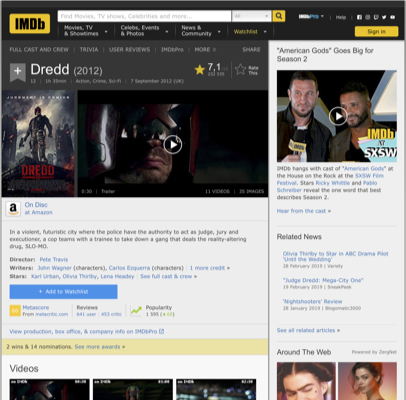 IMDb
Find Movies, TV shows, Celebrities and more...
All
IMDbPro
Help
Movies, TV
& Showtimes
Celebs, Events
& Photos
News &
Community
Watchlist
Sign in
FULL CAST AND CREW
TRIVIA
USER REVIEWS
IMDbPro
MORE
SHARE
Dredd (2012)
12 | 1h 35min | Action, Crime, Sci-Fi | 7 September 2012 (UK)
7,1
Rate
This
JUDGMENT IS COMING
DREDD
0:30 | Trailer
11 VIDEOS | 35 IMAGES
On Disc
at Amazon
In a violent, futuristic city where the police have the authority to act as judge, jury and
executioner, a cop teams with a trainee to take down a gang that deals the reality-altering
drug, SLO-MO.
Director: Pete Travis
Writers: John Wagner (characters), Carlos Ezquerra (characters) | 1 more credit »
Stars: Karl Urban, Olivia Thirlby, Lena Headey | See full cast & crew »
+ Add to Watchlist
Metascore
From metacritic.com
Reviews
641 user | 453 critic
Popularity
View production, box office, & company info on IMDbPro
2 wins & 14 nominations. See more awards »
Videos
"American Gods" Goes Big for
Season 2
IMDb
at
SXSW
IMDb hangs with cast of "American Gods" at
the House on the Rock at the SXSW Film
Festival. Stars Ricky Whittle and Pablo
Schreiber reveal the one word that best
describes Season 2.
Hear from the cast »
Related News
Olivia Thirby to Star in ABC Drama Pilot
'Until the Wedding'
28 February 2019 | Variety
"Judge Dredd: Mega-City One"
19 February 2019 | SneakPeek
'Nightshooters' Review
24 January 2019 | Blogomatic3000
See all related articles »
Around The Web
Powered by ZergNet